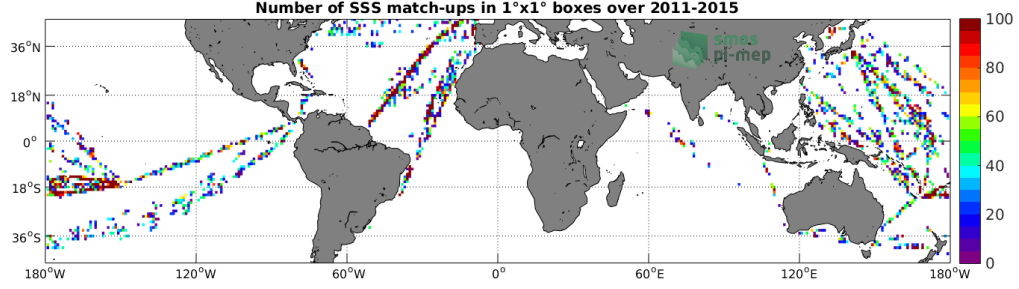 Number of SSS match-ups in 1°x1° boxes over 2011-2015
smos
pi-mep
36°N
18°N
0°
18°S
36°S
180°W
120°W
60°W
0°
60°E
120°E
180°W
100
80
60
40
20
0